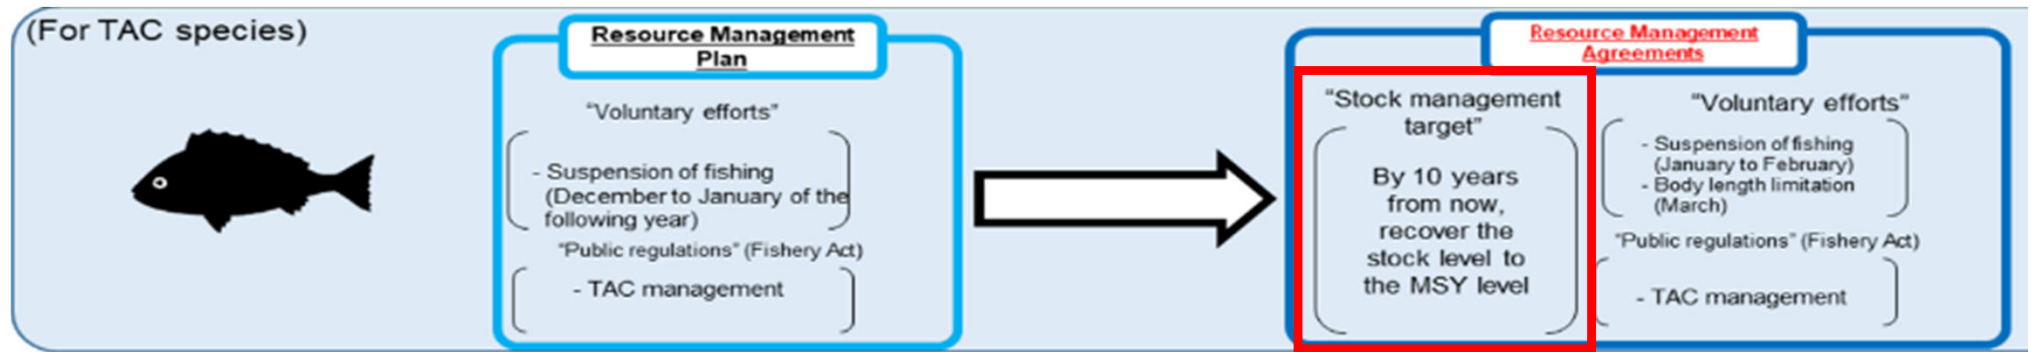 (For TAC species)
Resource Management
Plan
"Voluntary efforts"
- Suspension of fishing
(December to January of the
following year)
"Public regulations" (Fishery Act)
- TAC management
Resource Management
Agreements
"Stock management
target"
By 10 years
from now,
recover the
stock level to
the MSY level
"Voluntary efforts"
- Suspension of fishing
(January to February)
- Body length limitation
(March)
"Public regulations" (Fishery Act)
- TAC management